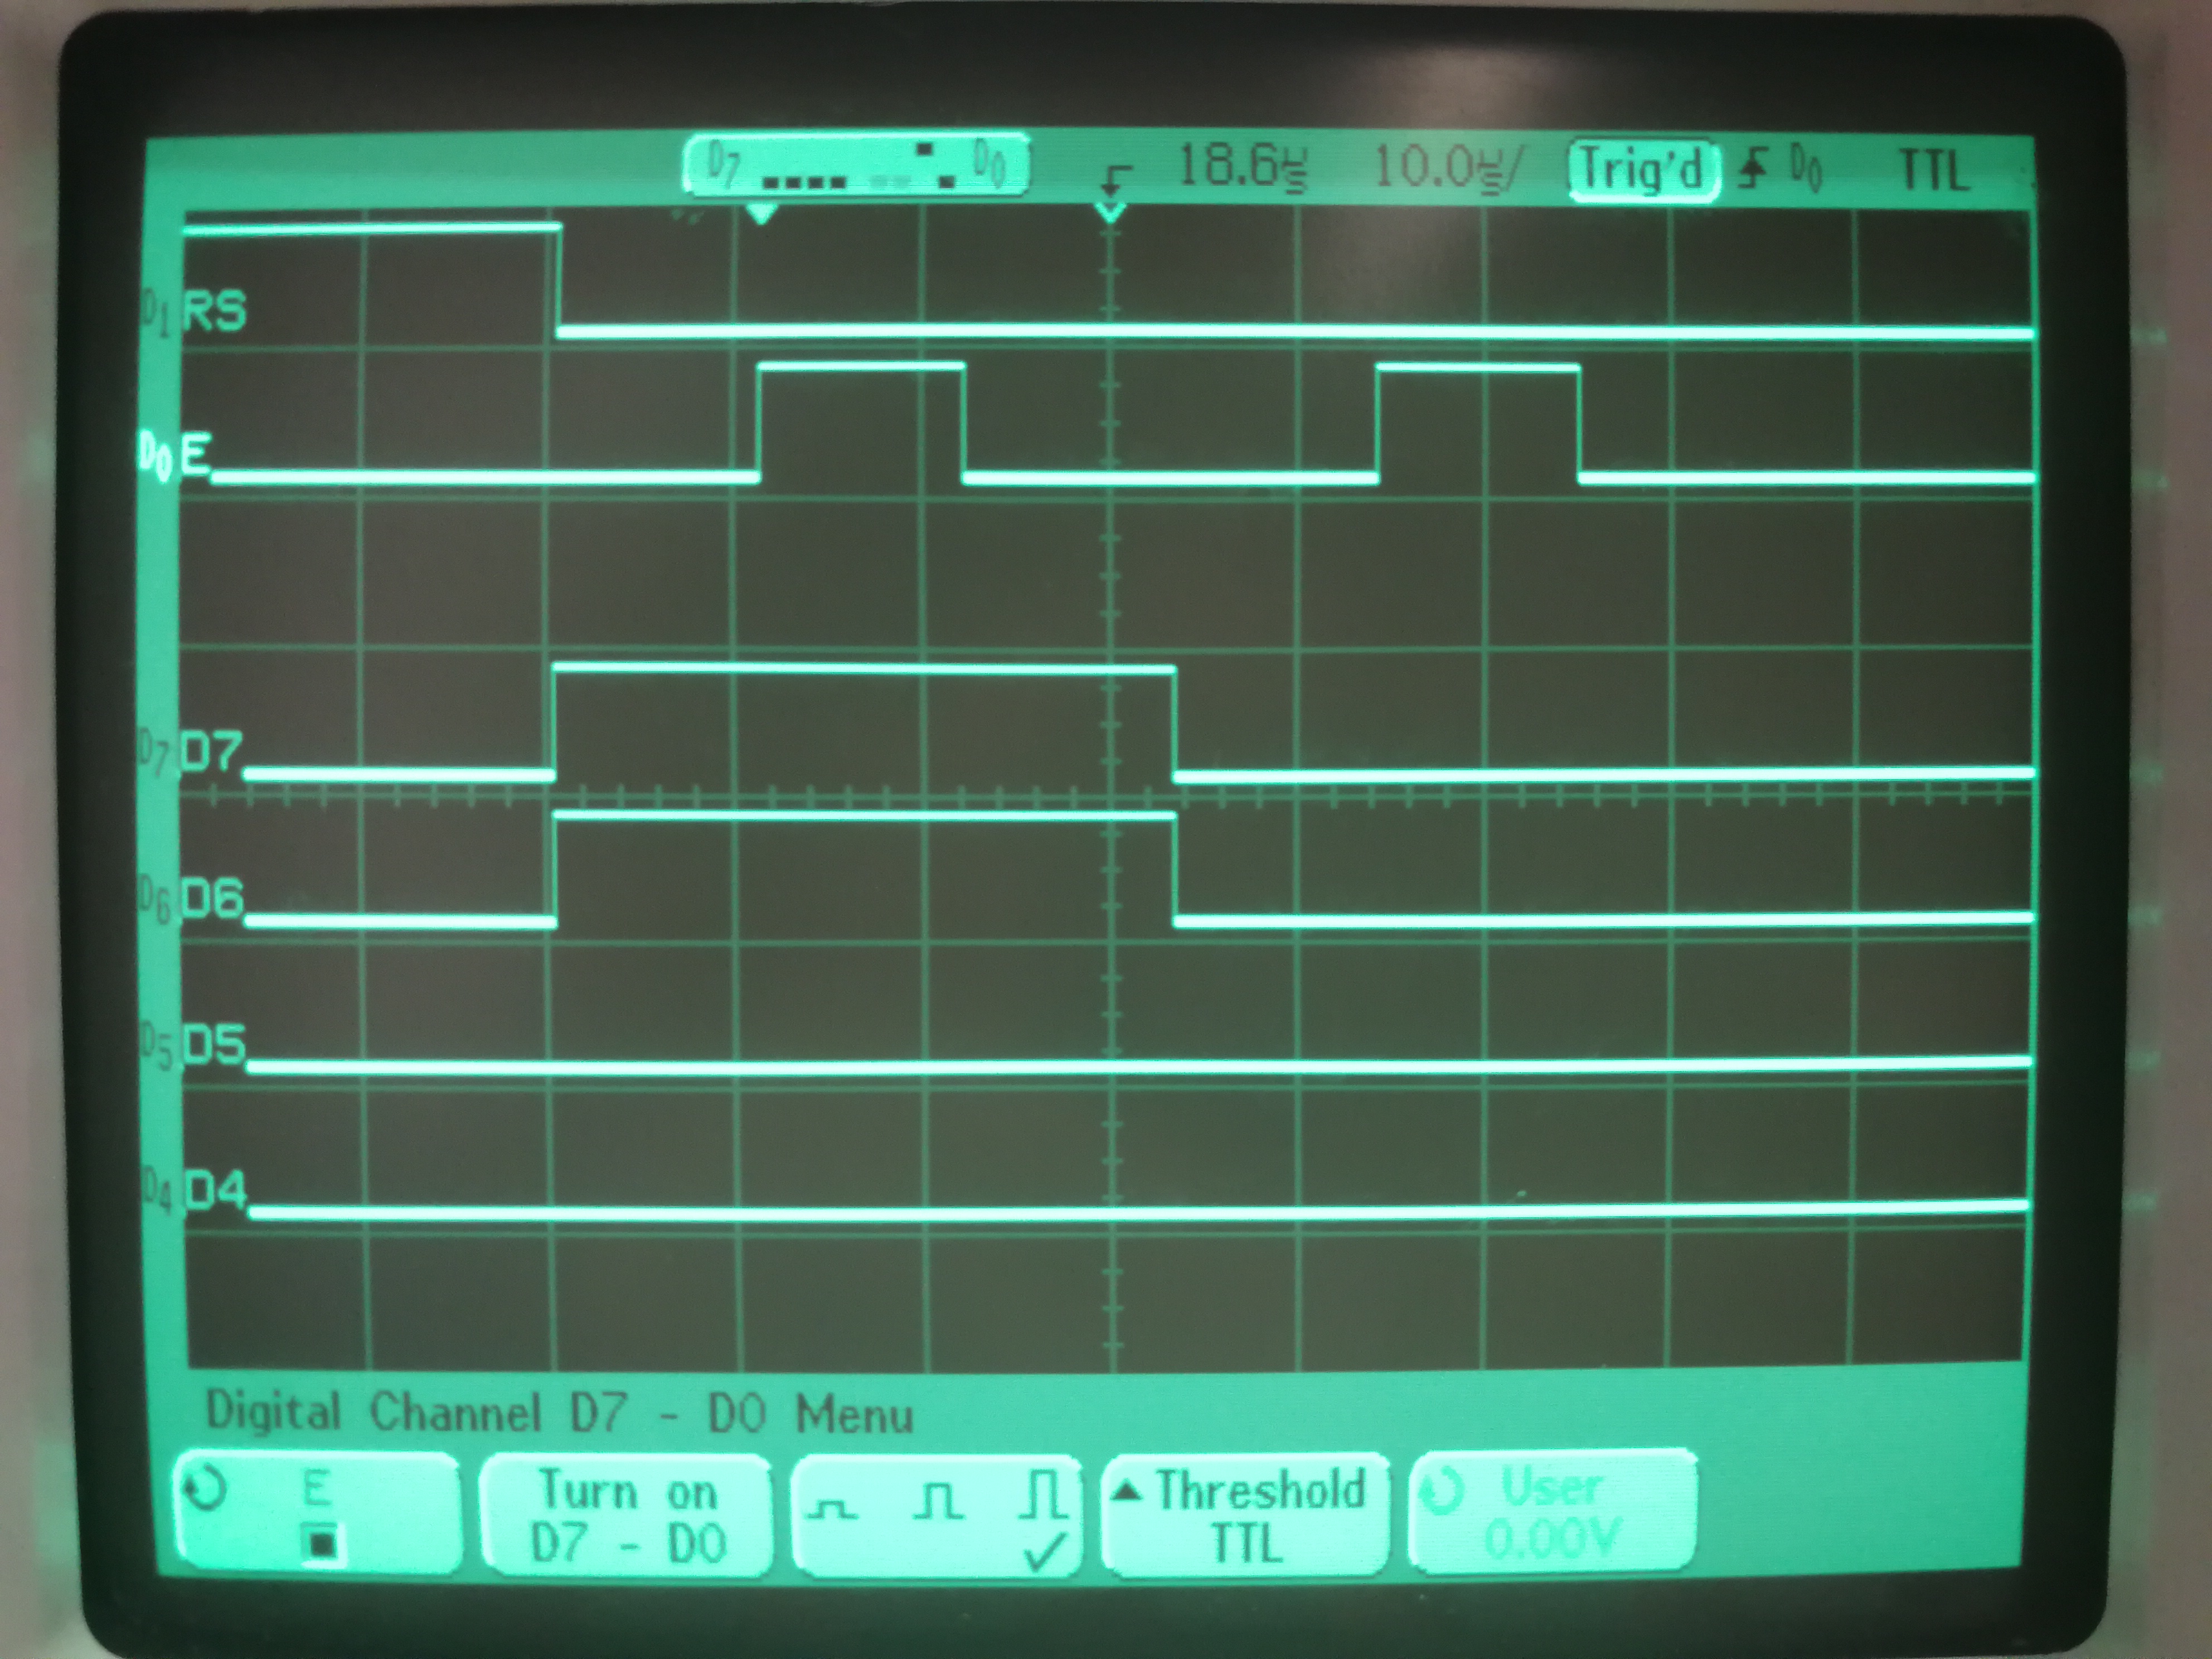 D7 D0 18.6µs 10.0µs/ Trig'd D0 TTL
D1 RS
D0 E
D7 D7
D6 D6
D5 D5
D4 D4
Digital Channel D7 - D0 Menu
E Turn on Threshold User
D7 - D0 TTL 0.00V